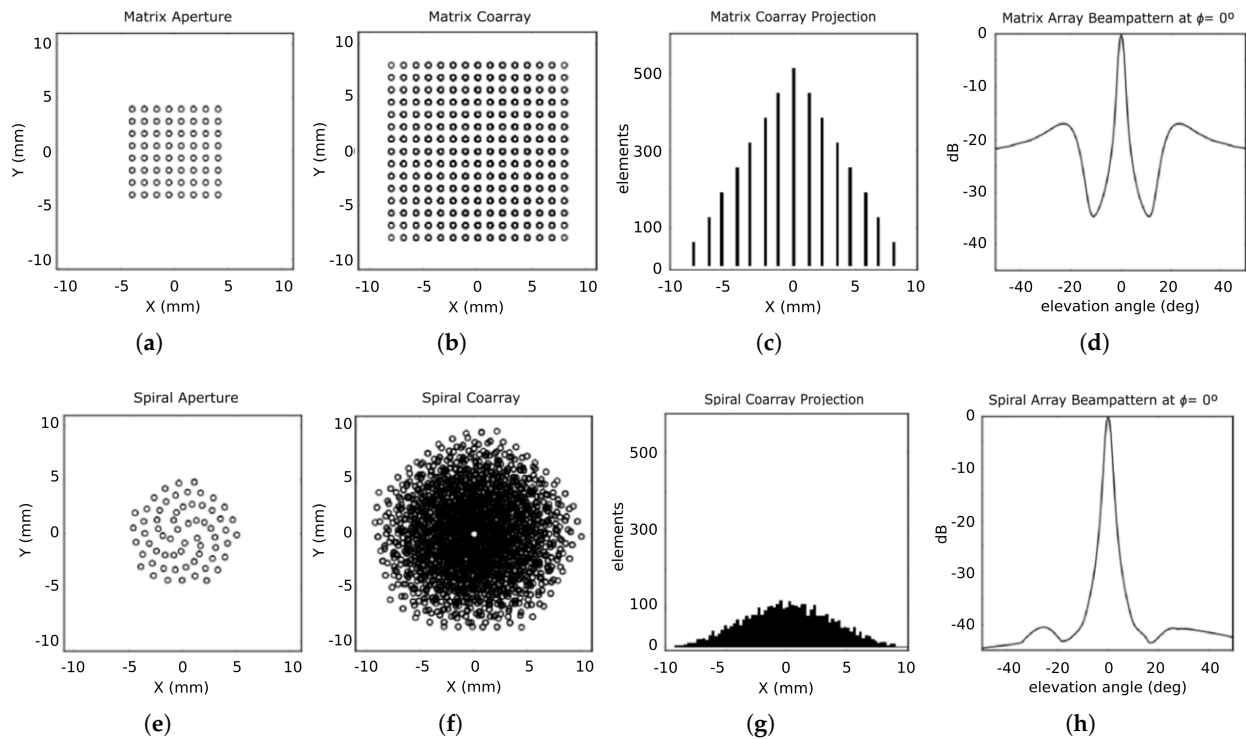 Matrix Aperture
10
5
0
-5
-10
Y (mm)
-10 -5 0 5 10
X (mm)
(a)
Matrix Coarray
10
5
0
-5
-10
Y (mm)
-10 -5 0 5 10
X (mm)
(b)
Matrix Coarray Projection
500
300
100
0
elements
-10 -5 0 5 10
X (mm)
(c)
Matrix Array Beampattern at ϕ= 0º
0
-10
-20
-30
-40
dB
-40 -20 0 20 40
elevation angle (deg)
(d)
Spiral Aperture
10
5
0
-5
-10
Y (mm)
-10 -5 0 5 10
X (mm)
(e)
Spiral Coarray
10
5
0
-5
-10
Y (mm)
-10 -5 0 5 10
X (mm)
(f)
Spiral Coarray Projection
500
300
100
0
elements
-10 -5 0 5 10
X (mm)
(g)
Spiral Array Beampattern at ϕ= 0º
0
-10
-20
-30
-40
dB
-40 -20 0 20 40
elevation angle (deg)
(h)